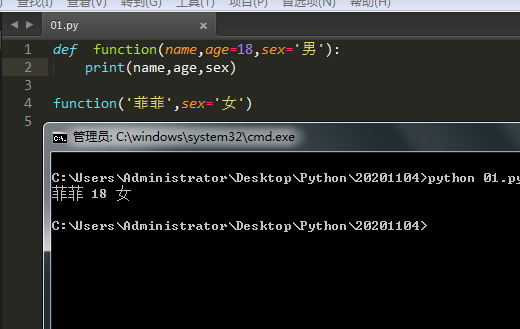 查找(I) 查看(V) 转到(G) 工具(T) 项目(P) 首选项(N) 帮助(H)
01.py
1 def  function(name,age=18,sex='男'):
2     print(name,age,sex)
3
4 function('菲菲',sex='女')
5
管理员: C:\windows\system32\cmd.exe
C:\Users\Administrator\Desktop\Python\20201104>python 01.py
菲菲 18 女
C:\Users\Administrator\Desktop\Python\20201104>